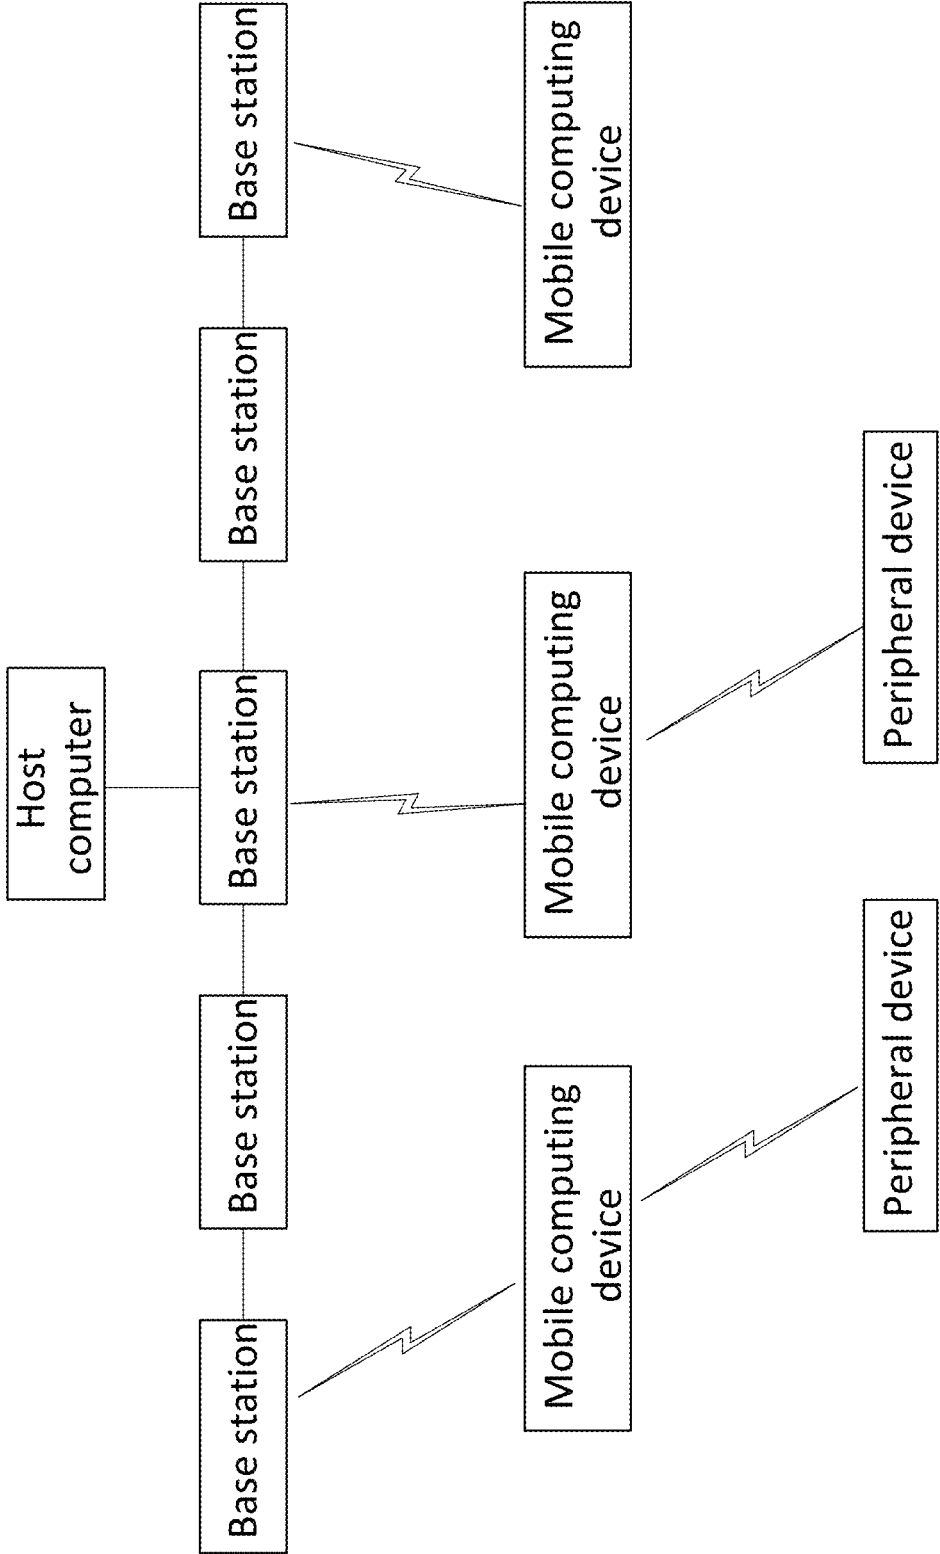 Host
computer
Base station
Base station
Base station
Base station
Base station
Mobile computing
device
Mobile computing
device
Mobile computing
device
Peripheral device
Peripheral device